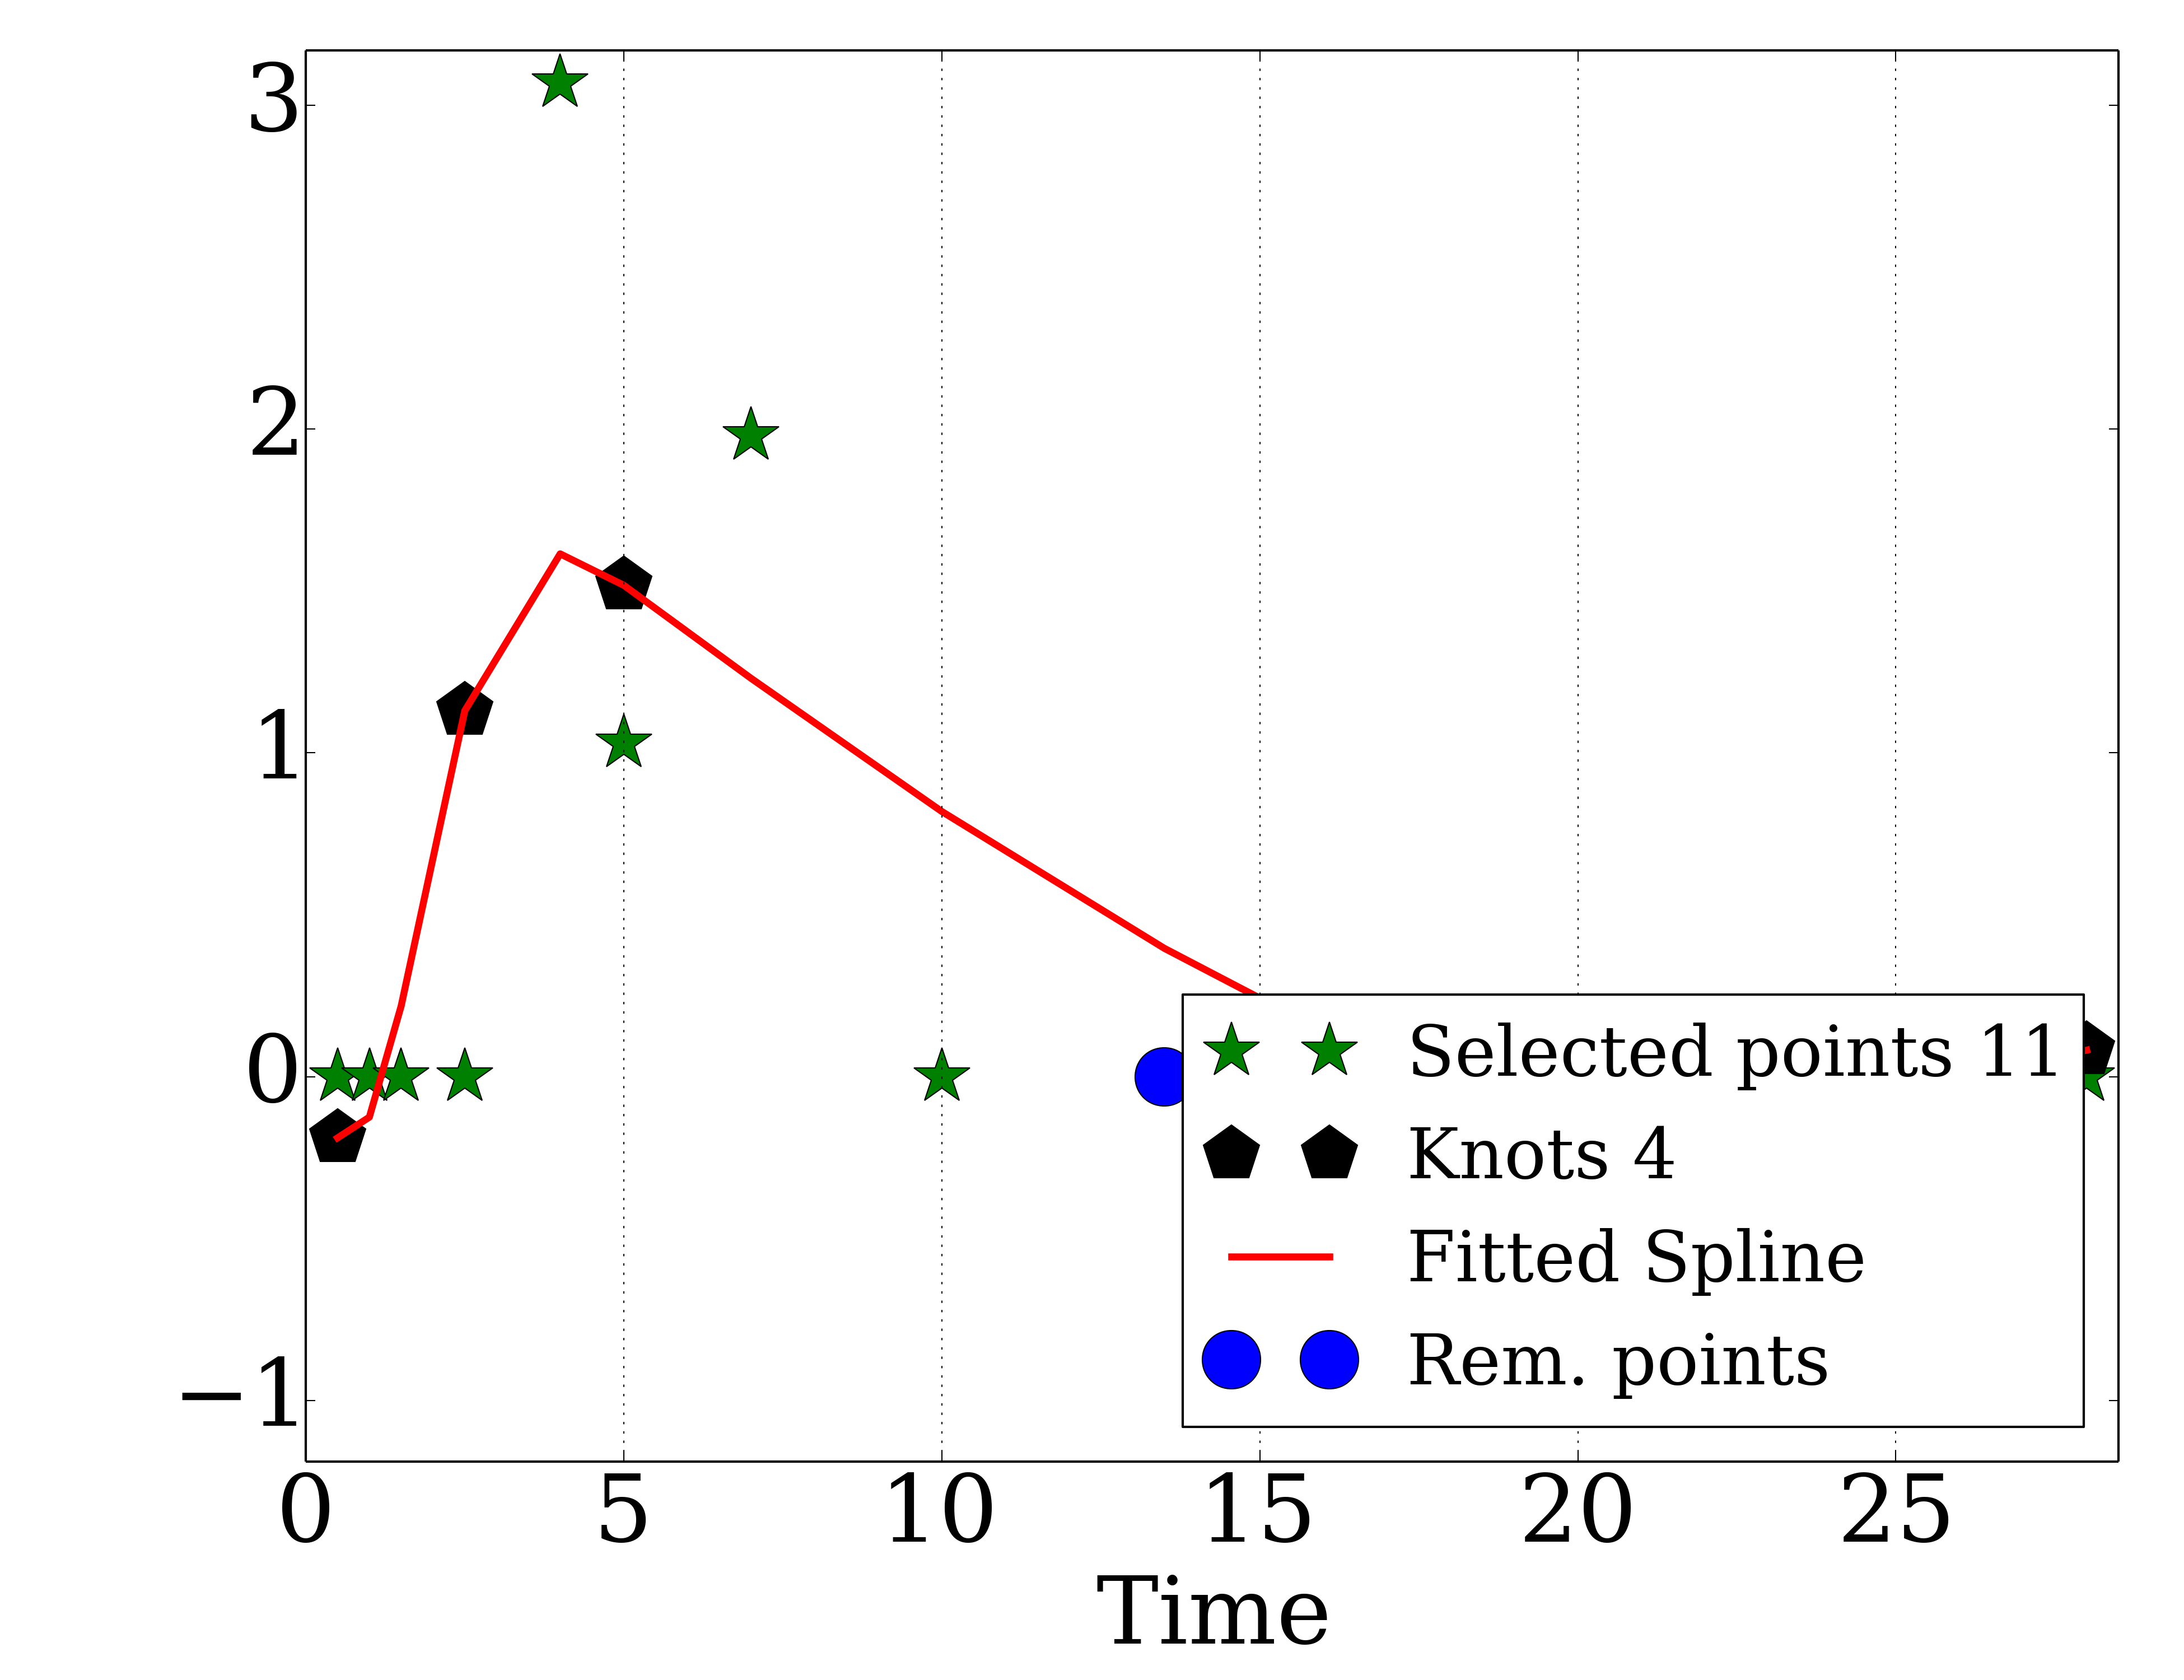 3
2
1
0
−1
Selected points 11
Knots 4
Fitted Spline
Rem. points
0 5 10 15 20 25
Time